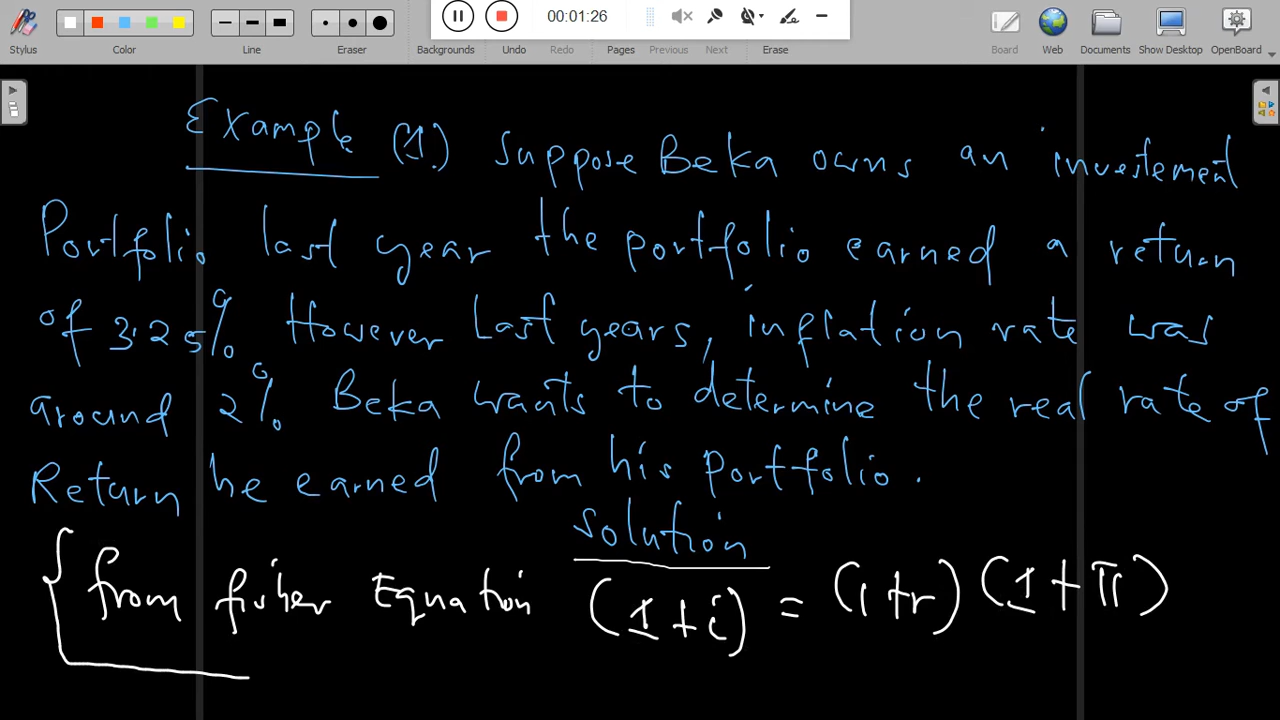 00:01:26
Stylus Color Line Eraser Backgrounds Undo Redo Pages Previous Next Erase Board Web Documents Show Desktop OpenBoard
Example (1.) Suppose Beka owns an investement
Portfolio last year the portfolio earned a return
of 3.25% However Last years, inflation rate was
around 2% Beka wants to determine the real rate of
Return he earned from his portfolio.
solution
from fisher Equation (1+i) = (1+r)(1+π)